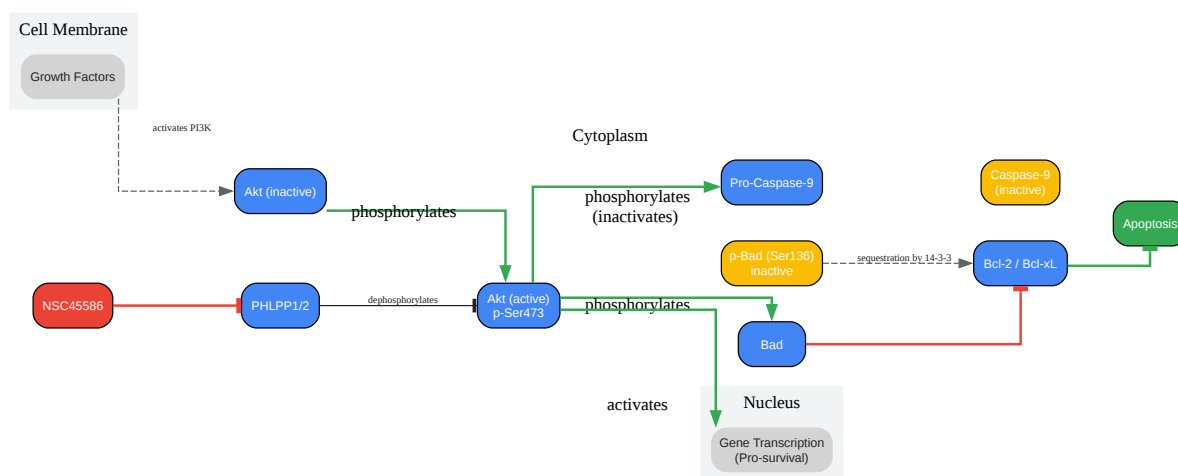 Cell Membrane
Growth Factors
activates PI3K
Cytoplasm
Akt (inactive)
phosphorylates
Pro-Caspase-9
phosphorylates
(inactivates)
Caspase-9
(inactive)
Apoptosis
p-Bad (Ser136)
inactive
sequestration by 14-3-3
Bcl-2 / Bcl-xL
NSC45586
PHLPP1/2
dephosphorylates
Akt (active)
p-Ser473
phosphorylates
Bad
activates
Nucleus
Gene Transcription
(Pro-survival)